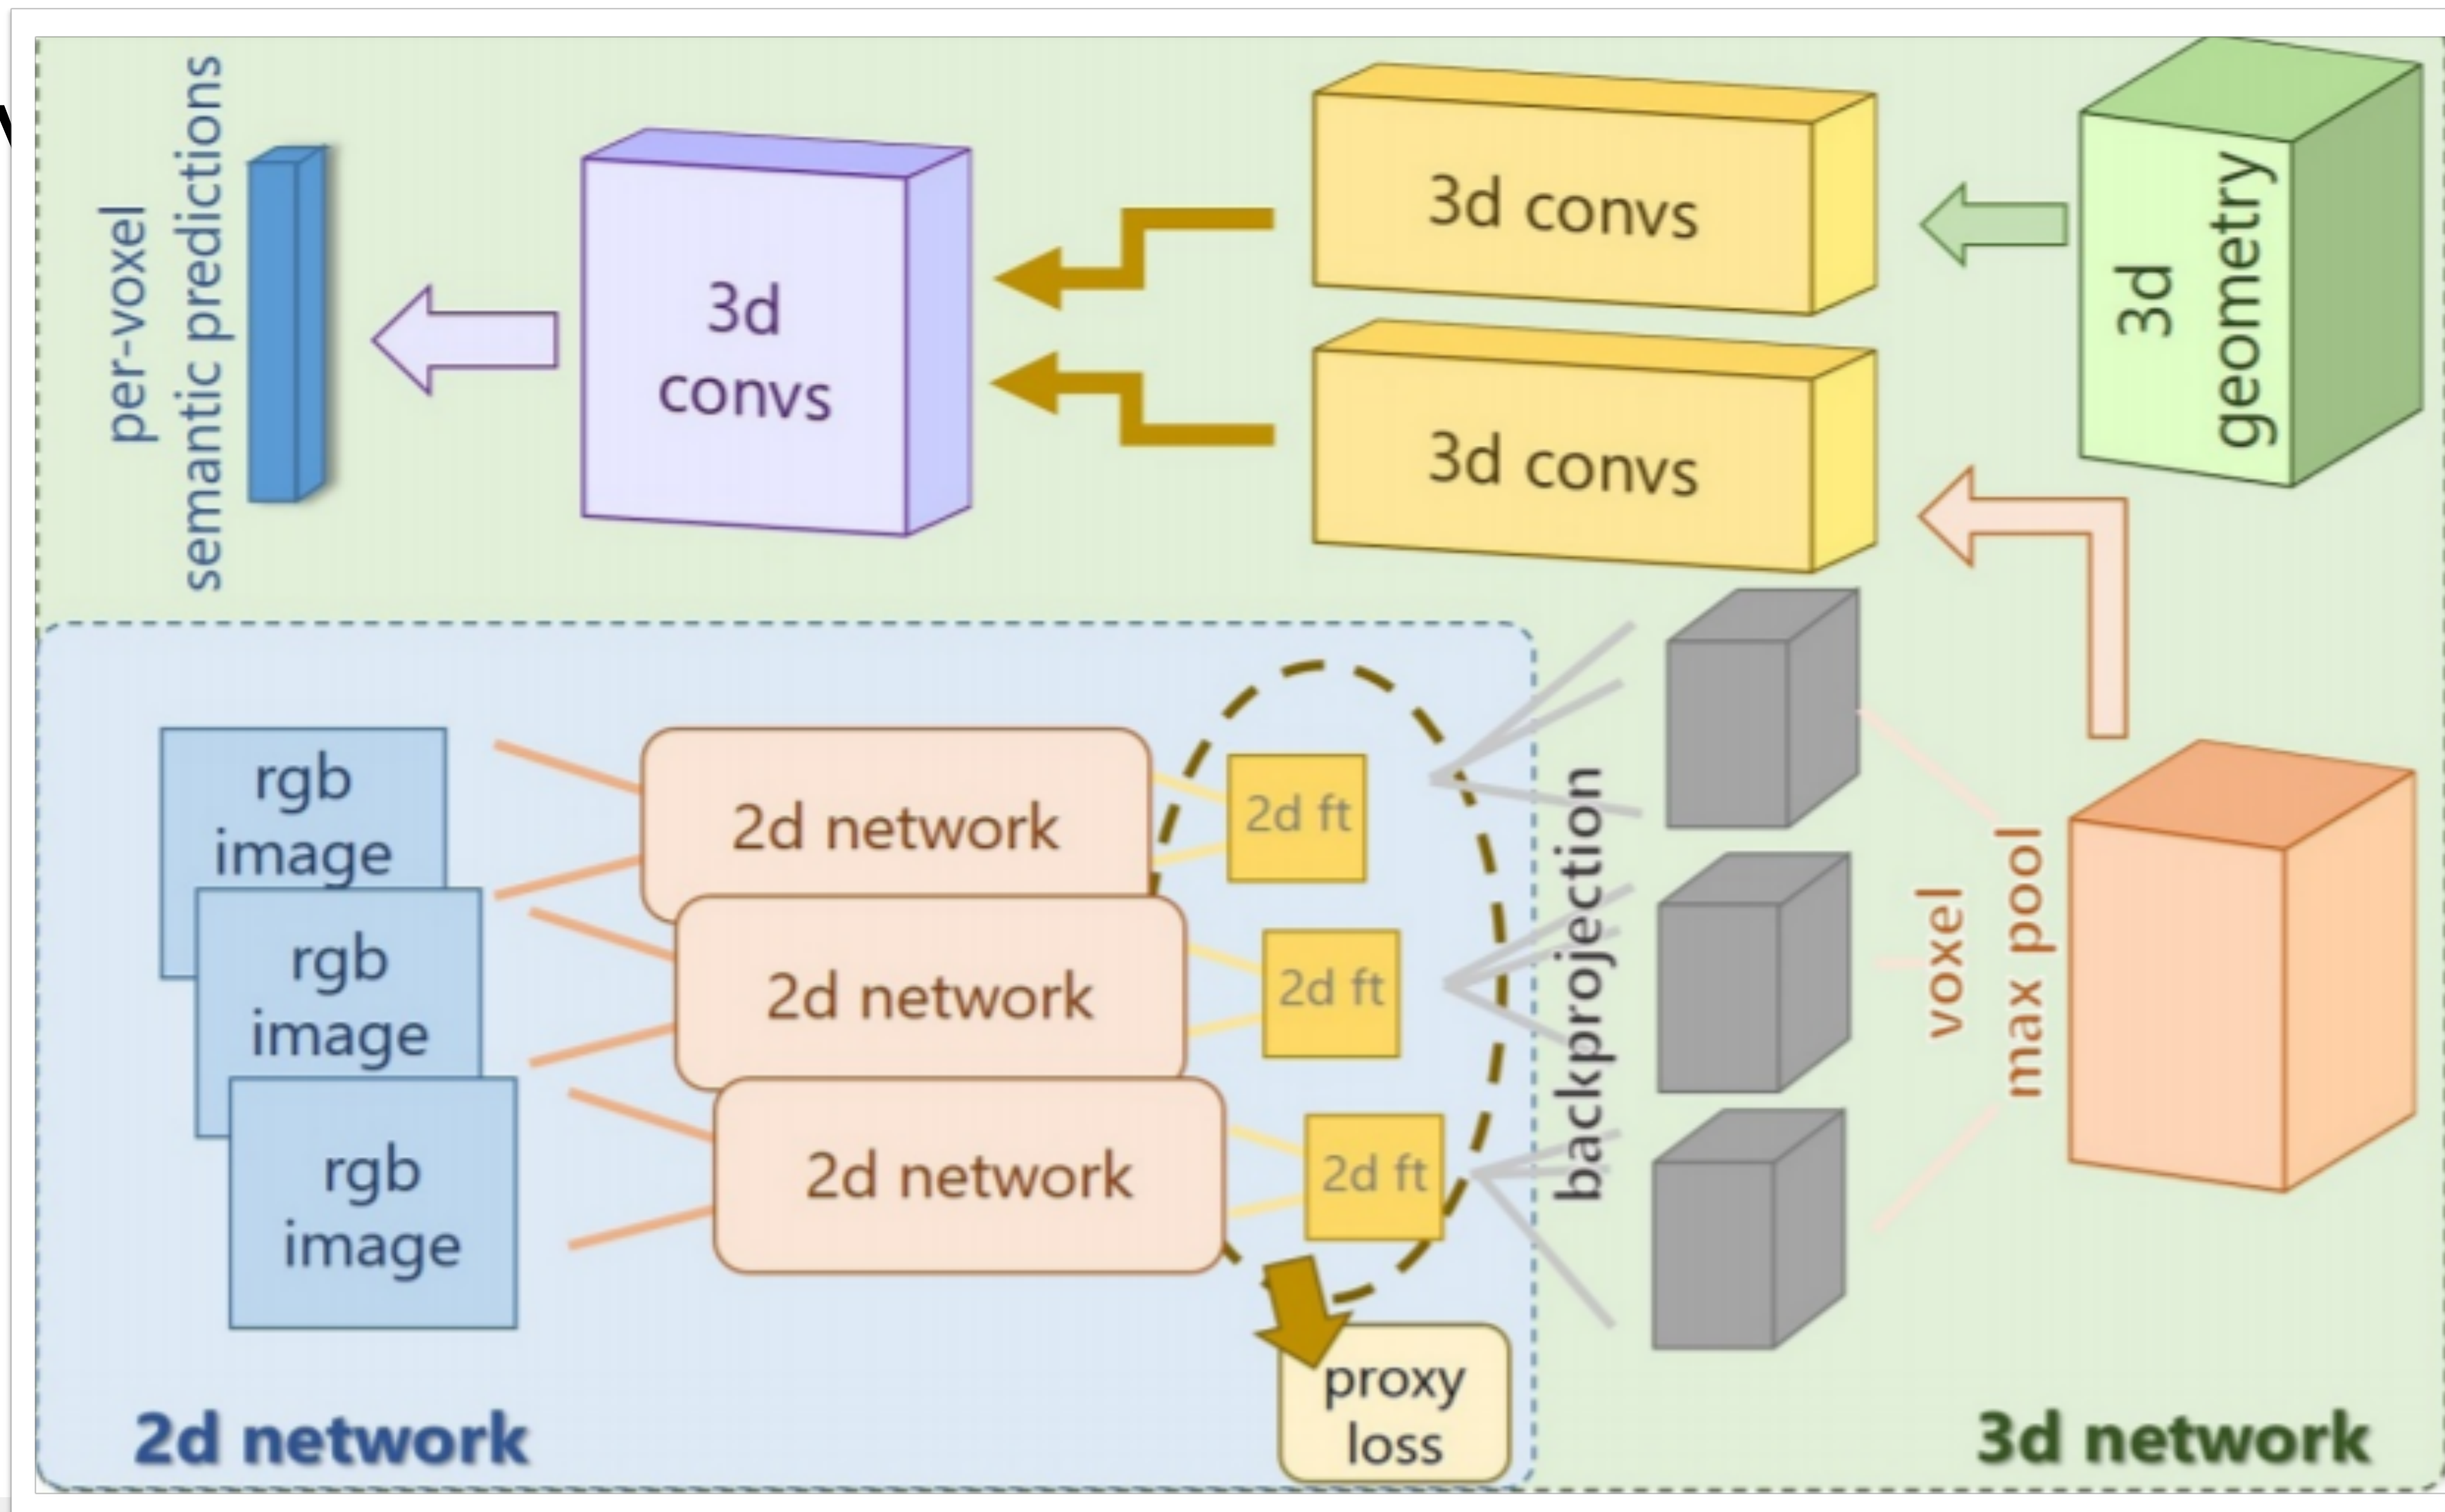 per-voxel
semantic predictions
3d
convs
3d convs
3d convs
3d
geometry
rgb
image
rgb
image
rgb
image
2d network
2d network
2d network
2d ft
2d ft
2d ft
backprojection
voxel
max pool
proxy
loss
2d network
3d network